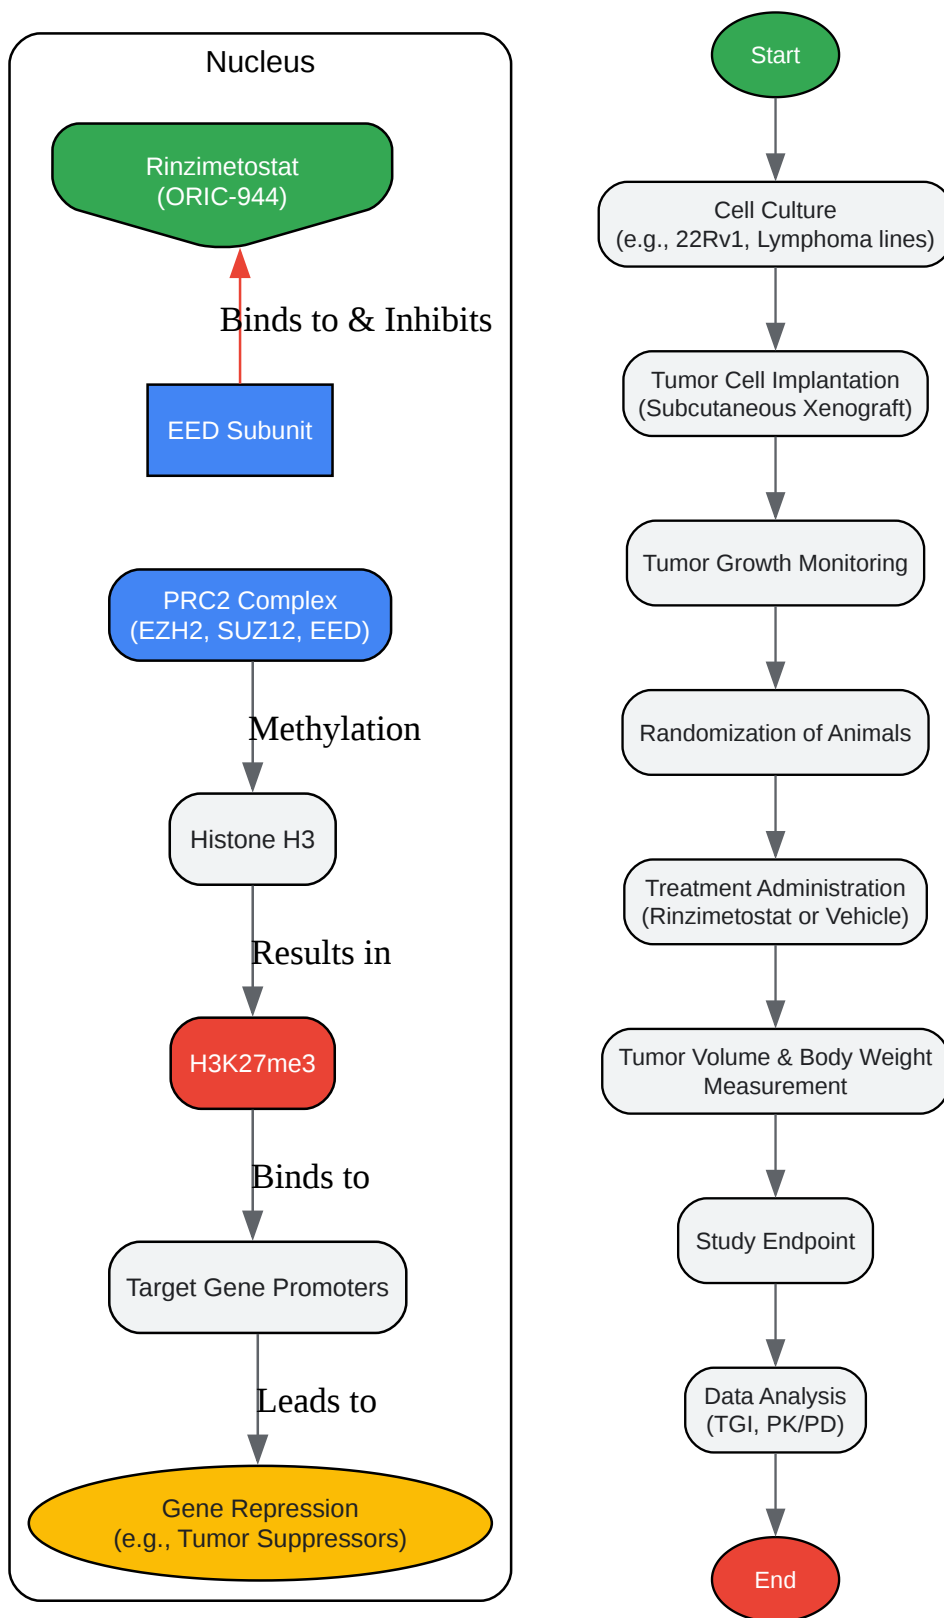 Nucleus
Rinzimetostat
(ORIC-944)
Binds to & Inhibits
EED Subunit
PRC2 Complex
(EZH2, SUZ12, EED)
Methylation
Histone H3
Results in
H3K27me3
Binds to
Target Gene Promoters
Leads to
Gene Repression
(e.g., Tumor Suppressors)
Start
Cell Culture
(e.g., 22Rv1, Lymphoma lines)
Tumor Cell Implantation
(Subcutaneous Xenograft)
Tumor Growth Monitoring
Randomization of Animals
Treatment Administration
(Rinzimetostat or Vehicle)
Tumor Volume & Body Weight
Measurement
Study Endpoint
Data Analysis
(TGI, PK/PD)
End